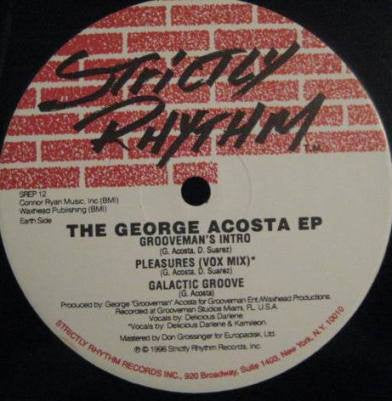 STRICTLY
RHYTHM
T.M.
SREP 12
Connor Ryan Music, Inc (BMI)
Waxhead Publishing (BMI)
Earth Side
THE GEORGE ACOSTA EP
GROOVEMAN'S INTRO
(G. Acosta, D. Suarez)
PLEASURES (VOX MIX)*
(G. Acosta, D. Suarez)
GALACTIC GROOVE
(G. Acosta)
Produced by: George 'Grooveman' Acosta for Grooveman Ent./Waxhead Productions.
Recorded at Grooveman Studios Miami, FL. U.S.A.
Vocals by: Delicious Darlene
*Vocals by: Delicious Darlene & Kamileon.
Mastered by Don Grossinger for Europadisk, Ltd.
℗ © 1996 Strictly Rhythm Records, Inc.
STRICTLY RHYTHM RECORDS INC., 920 Broadway, Suite 1403, New York, N.Y. 10010